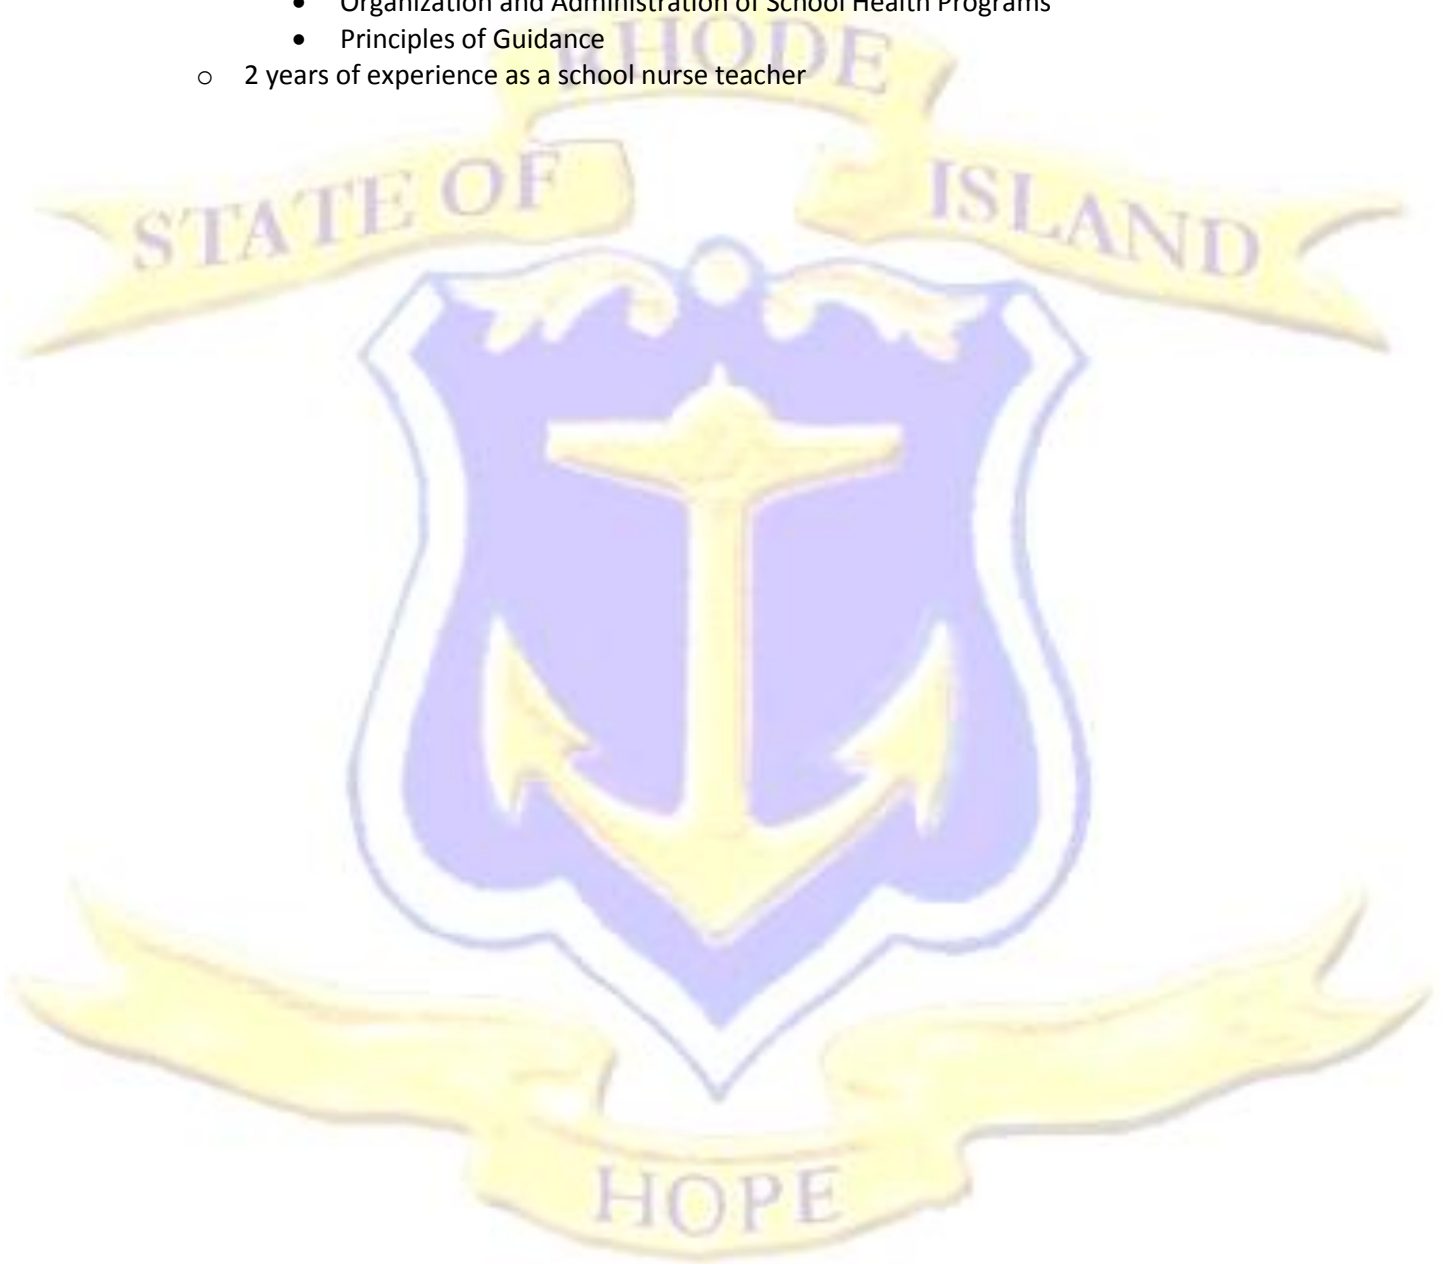 • Organization and Administration of School Health Programs
• Principles of Guidance
o 2 years of experience as a school nurse teacher
RHODE
STATE OF ISLAND
HOPE